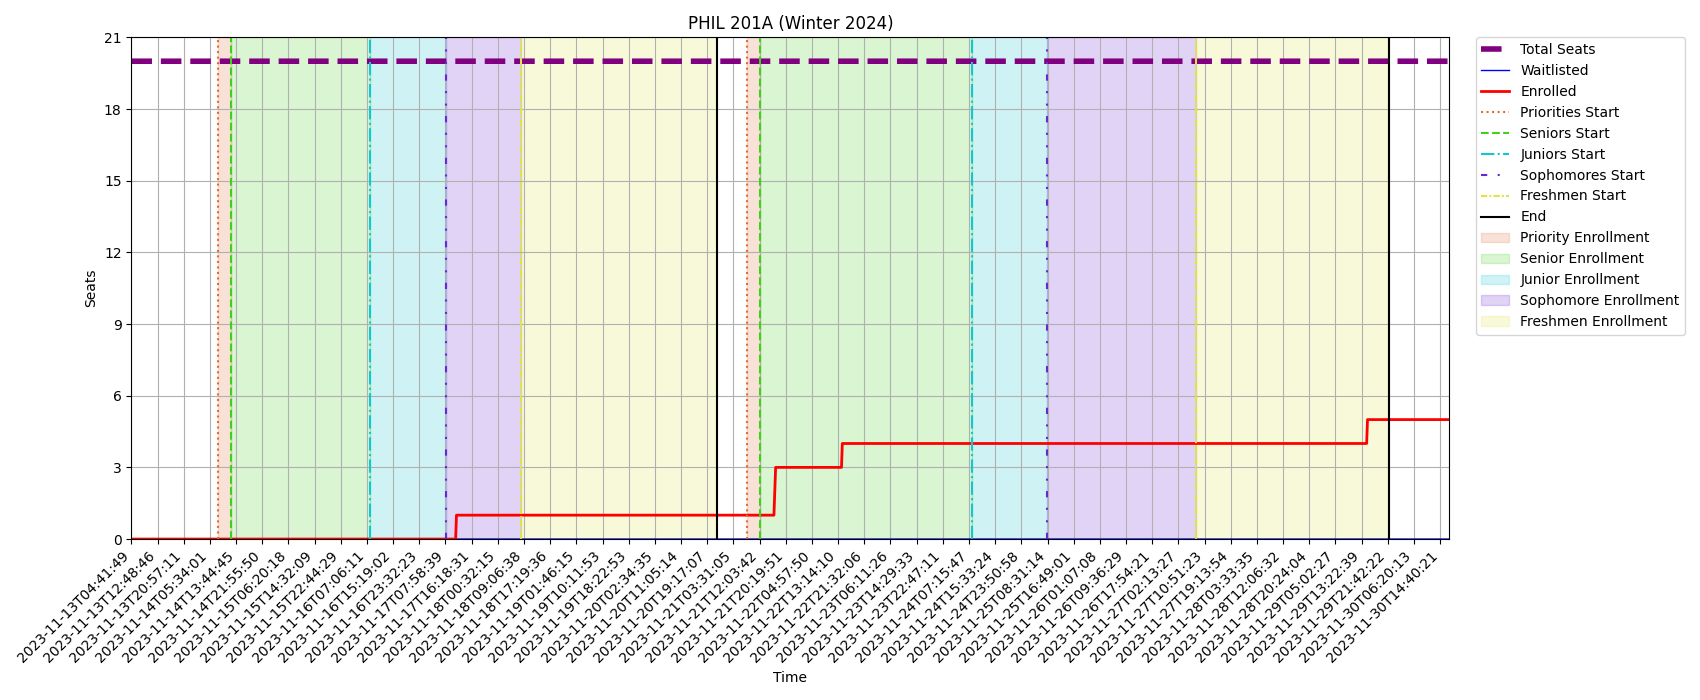 PHIL 201A (Winter 2024)
21
18
15
12
9
6
3
0
Seats
2023-11-13T04:41:49
2023-11-13T12:48:46
2023-11-13T20:57:11
2023-11-14T05:34:01
2023-11-14T13:44:45
2023-11-14T21:55:50
2023-11-15T06:20:18
2023-11-15T14:32:09
2023-11-15T22:44:29
2023-11-16T07:06:11
2023-11-16T15:19:02
2023-11-16T23:32:23
2023-11-17T07:58:39
2023-11-17T16:18:31
2023-11-18T00:32:15
2023-11-18T09:06:38
2023-11-18T17:19:36
2023-11-19T01:46:15
2023-11-19T10:11:53
2023-11-19T18:22:53
2023-11-20T02:34:35
2023-11-20T11:05:14
2023-11-20T19:17:07
2023-11-21T03:31:05
2023-11-21T12:03:42
2023-11-21T20:19:51
2023-11-22T04:57:50
2023-11-22T13:14:10
2023-11-22T21:32:06
2023-11-23T06:11:26
2023-11-23T14:29:33
2023-11-23T22:47:11
2023-11-24T07:15:47
2023-11-24T15:33:24
2023-11-24T23:50:58
2023-11-25T08:31:14
2023-11-25T16:49:01
2023-11-26T01:07:08
2023-11-26T09:36:29
2023-11-26T17:54:21
2023-11-27T02:13:27
2023-11-27T10:51:23
2023-11-27T19:13:54
2023-11-28T03:33:35
2023-11-28T12:06:32
2023-11-28T20:24:04
2023-11-29T05:02:27
2023-11-29T13:22:39
2023-11-29T21:42:22
2023-11-30T06:20:13
2023-11-30T14:40:21
Time
Total Seats
Waitlisted
Enrolled
Priorities Start
Seniors Start
Juniors Start
Sophomores Start
Freshmen Start
End
Priority Enrollment
Senior Enrollment
Junior Enrollment
Sophomore Enrollment
Freshmen Enrollment